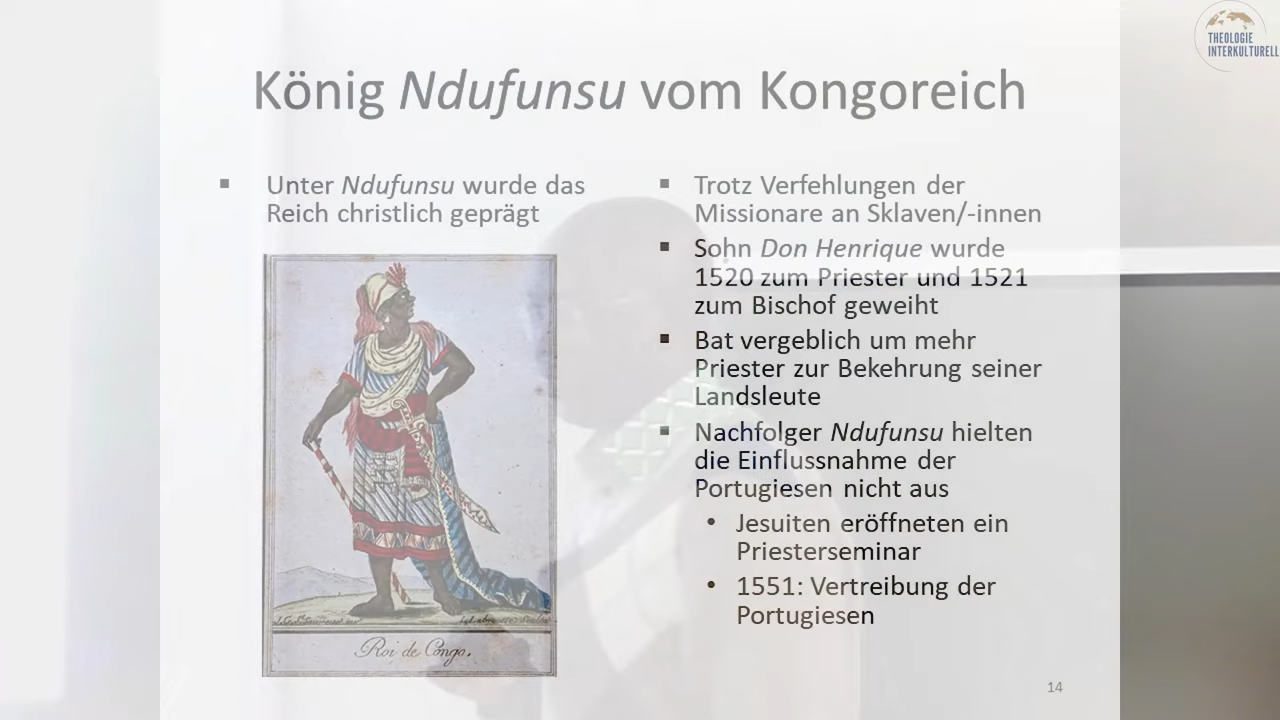 THEOLOGIE
INTERKULTURELL
König Ndufunsu vom Kongoreich
▪ Unter Ndufunsu wurde das
Reich christlich geprägt
Roi de Congo.
▪ Trotz Verfehlungen der
Missionare an Sklaven/-innen
▪ Sohn Don Henrique wurde
1520 zum Priester und 1521
zum Bischof geweiht
▪ Bat vergeblich um mehr
Priester zur Bekehrung seiner
Landsleute
▪ Nachfolger Ndufunsu hielten
die Einflussnahme der
Portugiesen nicht aus
• Jesuiten eröffneten ein
Priesterseminar
• 1551: Vertreibung der
Portugiesen
14